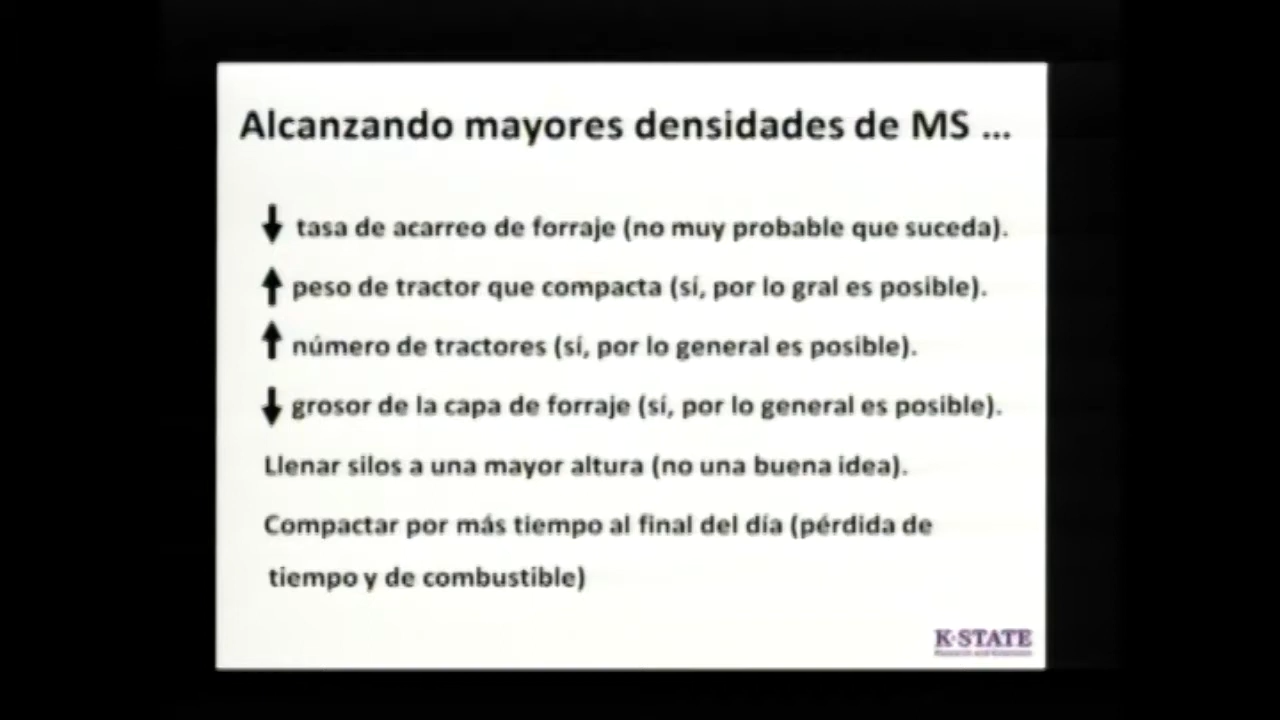 Alcanzando mayores densidades de MS ...
↓ tasa de acarreo de forraje (no muy probable que suceda).
↑ peso de tractor que compacta (sí, por lo gral es posible).
↑ número de tractores (sí, por lo general es posible).
↓ grosor de la capa de forraje (sí, por lo general es posible).
Llenar silos a una mayor altura (no una buena idea).
Compactar por más tiempo al final del día (pérdida de
tiempo y de combustible)
K-STATE